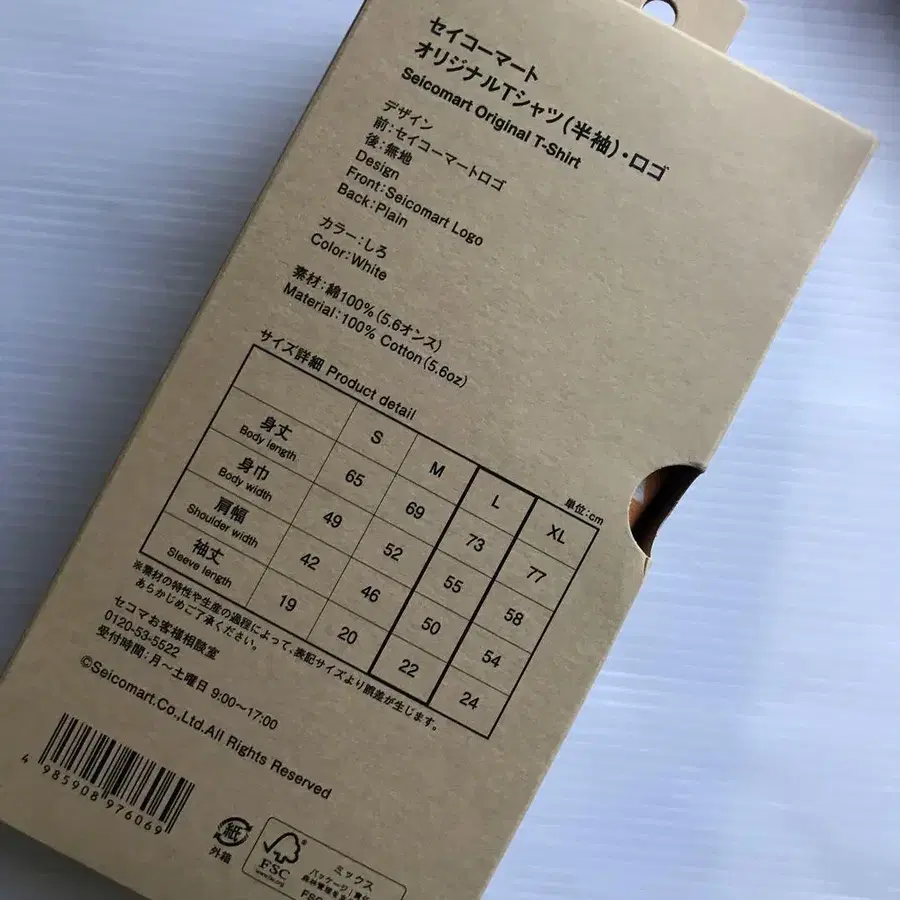 セイコーマート
オリジナルTシャツ(半袖)・ロゴ
Seicomart Original T-Shirt
デザイン
前:セイコーマートロゴ
後:無地
Design
Front:Seicomart Logo
Back:Plain
カラー:しろ
Color:White
素材:綿100%(5.6オンス)
Material:100% Cotton(5.6oz)
サイズ詳細 Product detail
単位:cm
S M L XL
身丈 Body length 65 69 73 77
身巾 Body width 49 52 55 58
肩幅 Shoulder width 42 46 50 54
袖丈 Sleeve length 19 20 22 24
※素材の特性や生産の過程によって、表記サイズより誤差が生じます。
あらかじめご了承ください。
セコマお客様相談室
0120-53-5522
受付時間:月~土曜日 9:00~17:00
©Seicomart.Co.,Ltd.All Rights Reserved
4 985908 976069
紙
外箱
FSC
www.fsc.org
ミックス
パッケージ
FSC